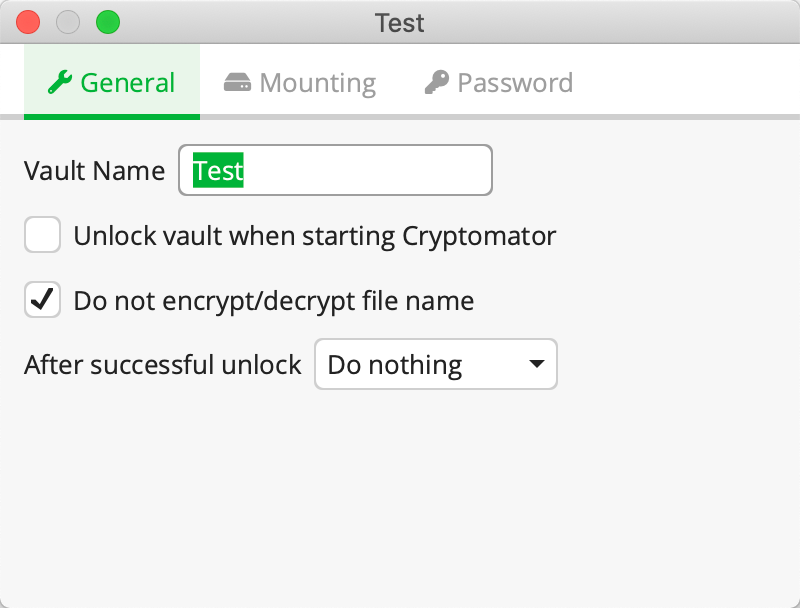 Test
General Mounting Password
Vault Name Test
Unlock vault when starting Cryptomator
Do not encrypt/decrypt file name
After successful unlock Do nothing